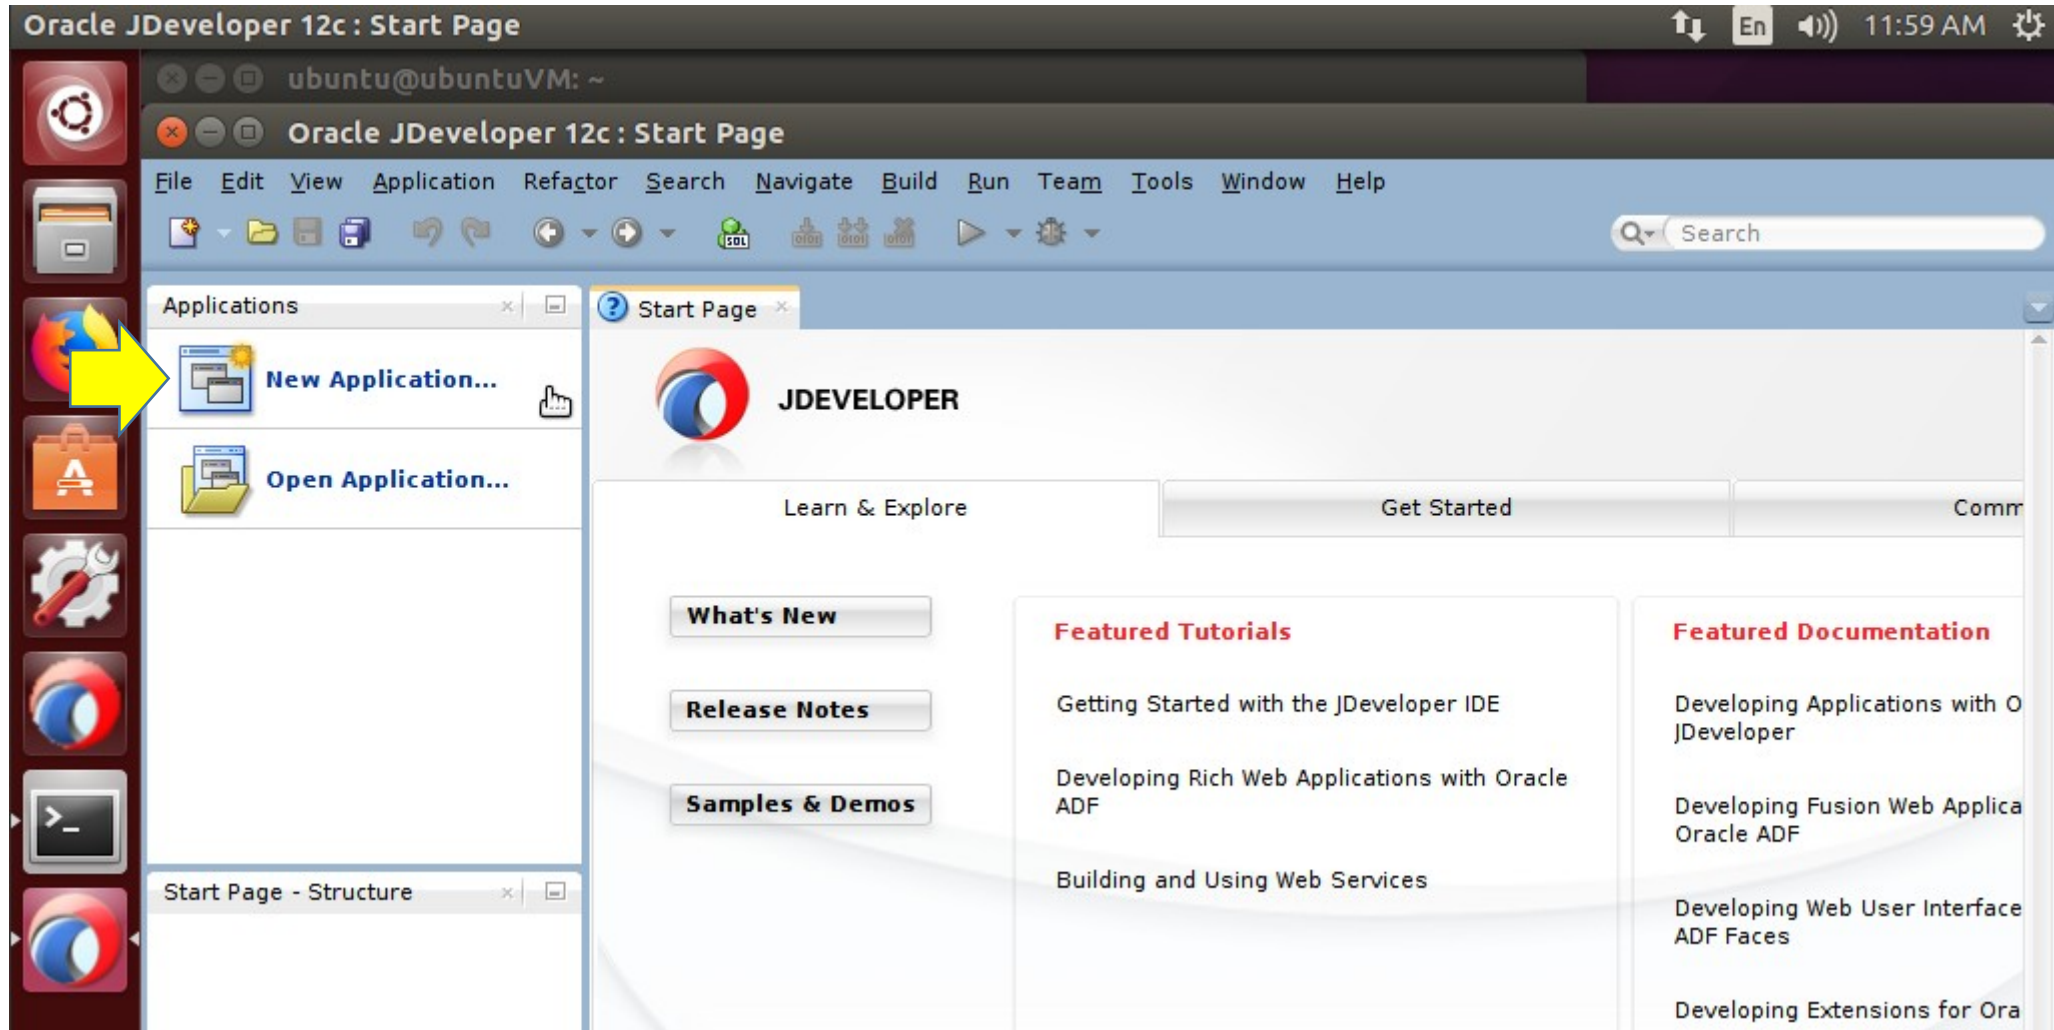 Oracle JDeveloper 12c : Start Page
En
11:59 AM
ubuntu@ubuntuVM: ~
Oracle JDeveloper 12c : Start Page
File Edit View Application Refactor Search Navigate Build Run Team Tools Window Help
SQL
Search
Applications
Start Page
New Application...
Open Application...
JDEVELOPER
Learn & Explore
Get Started
Comm
What's New
Release Notes
Samples & Demos
Featured Tutorials
Getting Started with the JDeveloper IDE
Developing Rich Web Applications with Oracle
ADF
Building and Using Web Services
Featured Documentation
Developing Applications with O
JDeveloper
Developing Fusion Web Applica
Oracle ADF
Developing Web User Interface
ADF Faces
Developing Extensions for Ora
Start Page - Structure